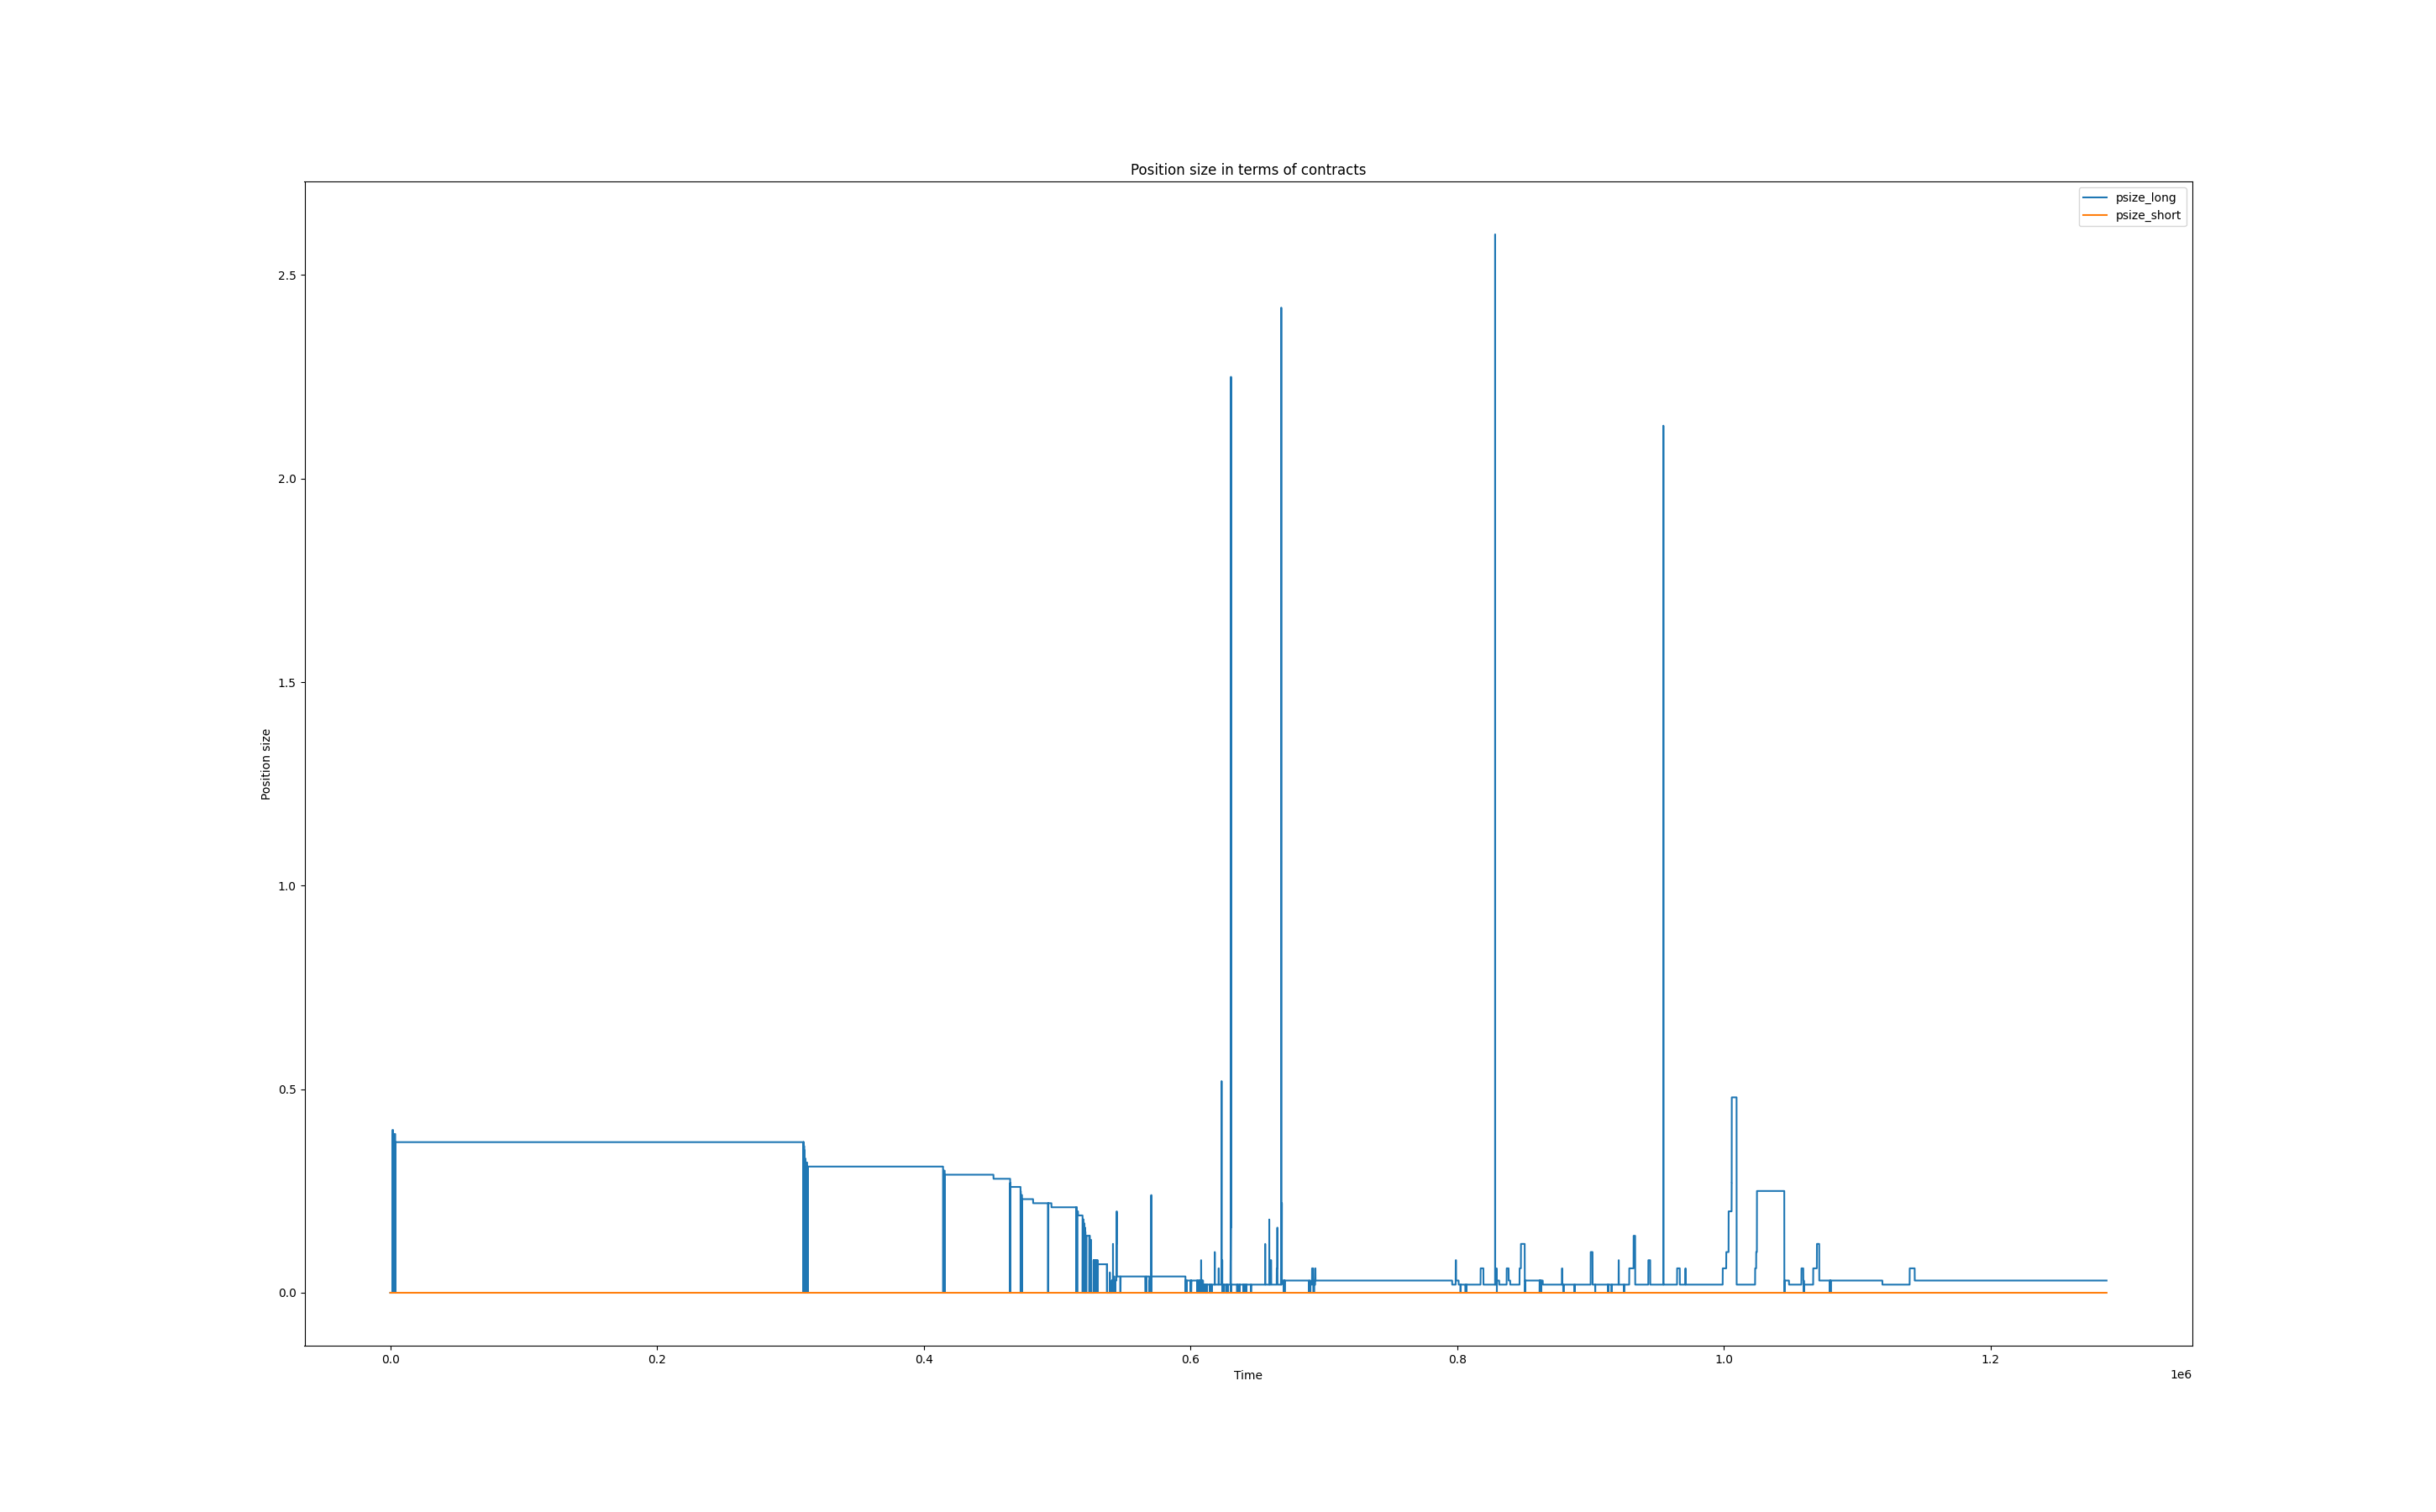 Position size in terms of contracts
psize_long
psize_short
2.5
2.0
1.5
1.0
0.5
0.0
Position size
0.0 0.2 0.4 0.6 0.8 1.0 1.2
Time
1e6